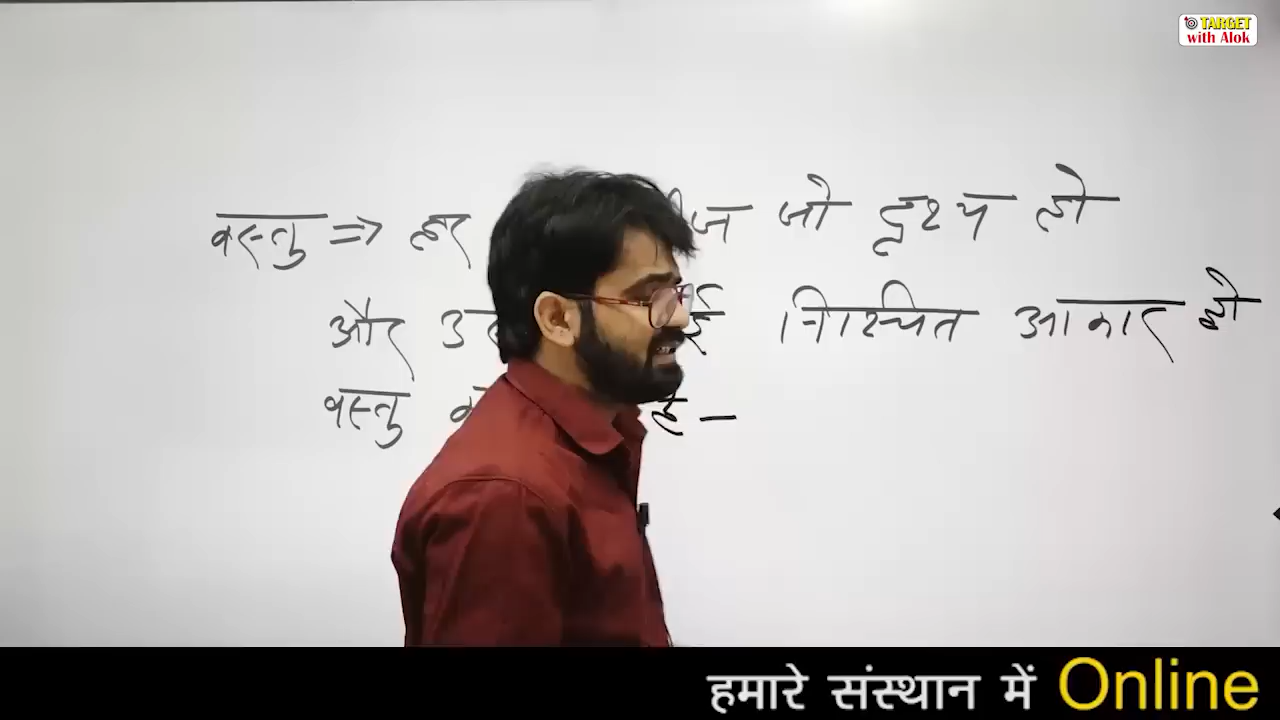 TARGET
with Alok
वस्तु => हर जो दृश्य हो
और निश्चित आकार हो
वस्तु है -
हमारे संस्थान में Online